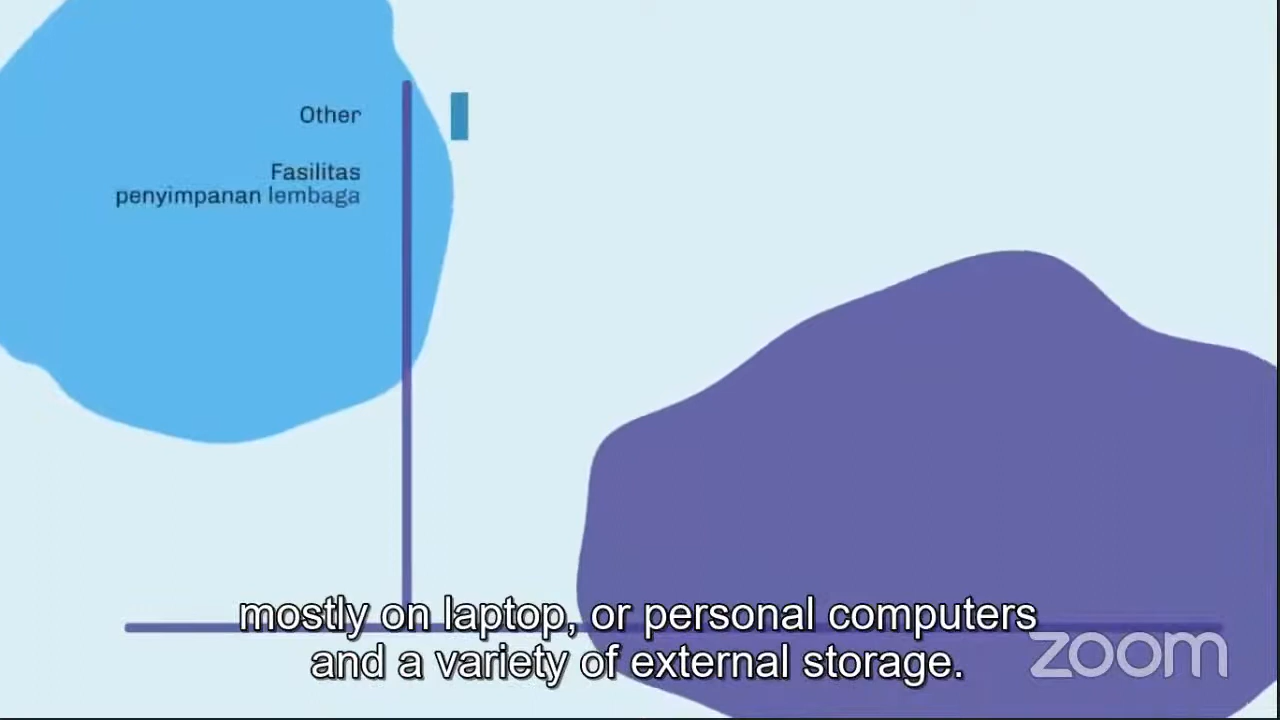 Other
Fasilitas
penyimpanan lembaga
mostly on laptop, or personal computers
and a variety of external storage.
zoom